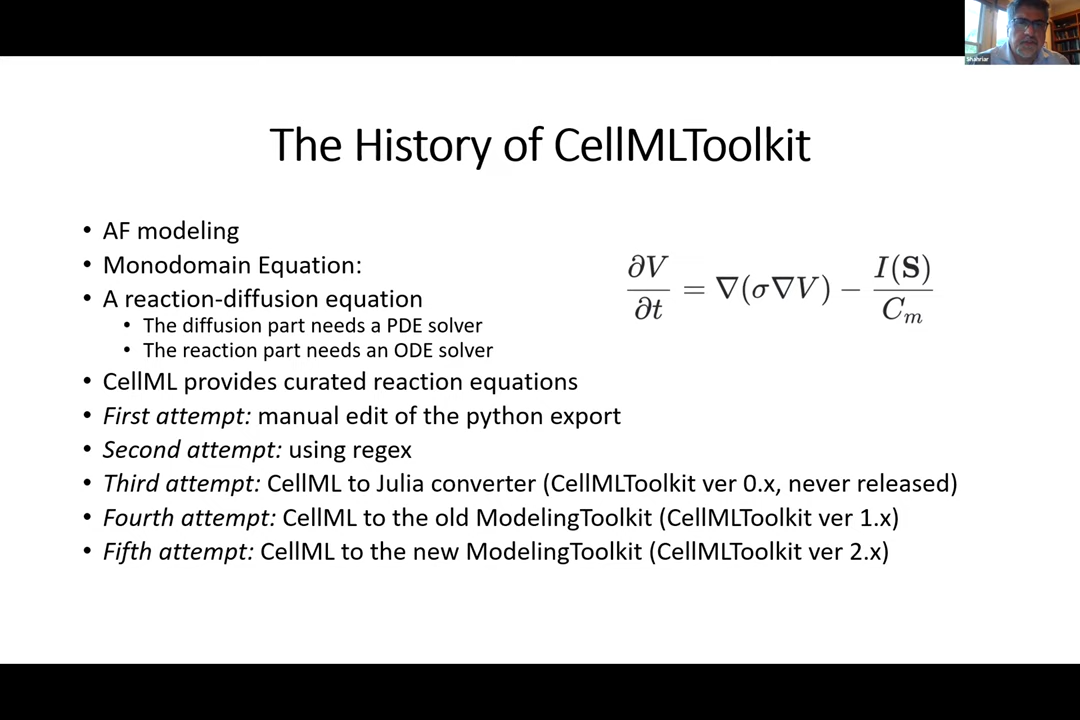 Shahriar
The History of CellMLToolkit
• AF modeling
• Monodomain Equation:
• A reaction-diffusion equation
• The diffusion part needs a PDE solver
• The reaction part needs an ODE solver
∂V/∂t = ∇(σ∇V) − I(𝐒)/Cₘ
• CellML provides curated reaction equations
• First attempt: manual edit of the python export
• Second attempt: using regex
• Third attempt: CellML to Julia converter (CellMLToolkit ver 0.x, never released)
• Fourth attempt: CellML to the old ModelingToolkit (CellMLToolkit ver 1.x)
• Fifth attempt: CellML to the new ModelingToolkit (CellMLToolkit ver 2.x)